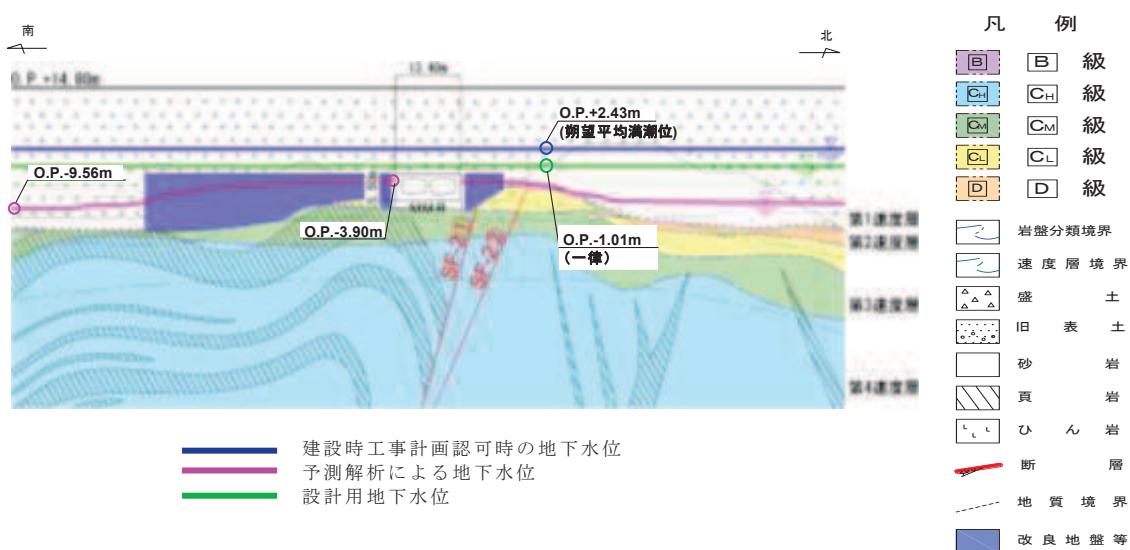 南
北
O.P.+14.80m
O.P.+2.43m
(朔望平均満潮位)
O.P.-9.56m
O.P.-3.90m
O.P.-1.01m
(一律)
MMR
第1速度層
第2速度層
第3速度層
第4速度層
建設時工事計画認可時の地下水位
予測解析による地下水位
設計用地下水位
凡 例
B B 級
CH CH 級
CM CM 級
CL CL 級
D D 級
岩盤分類境界
速度層境界
盛 土
旧 表 土
砂 岩
頁 岩
ひ ん 岩
断 層
地 質 境 界
改 良 地 盤 等